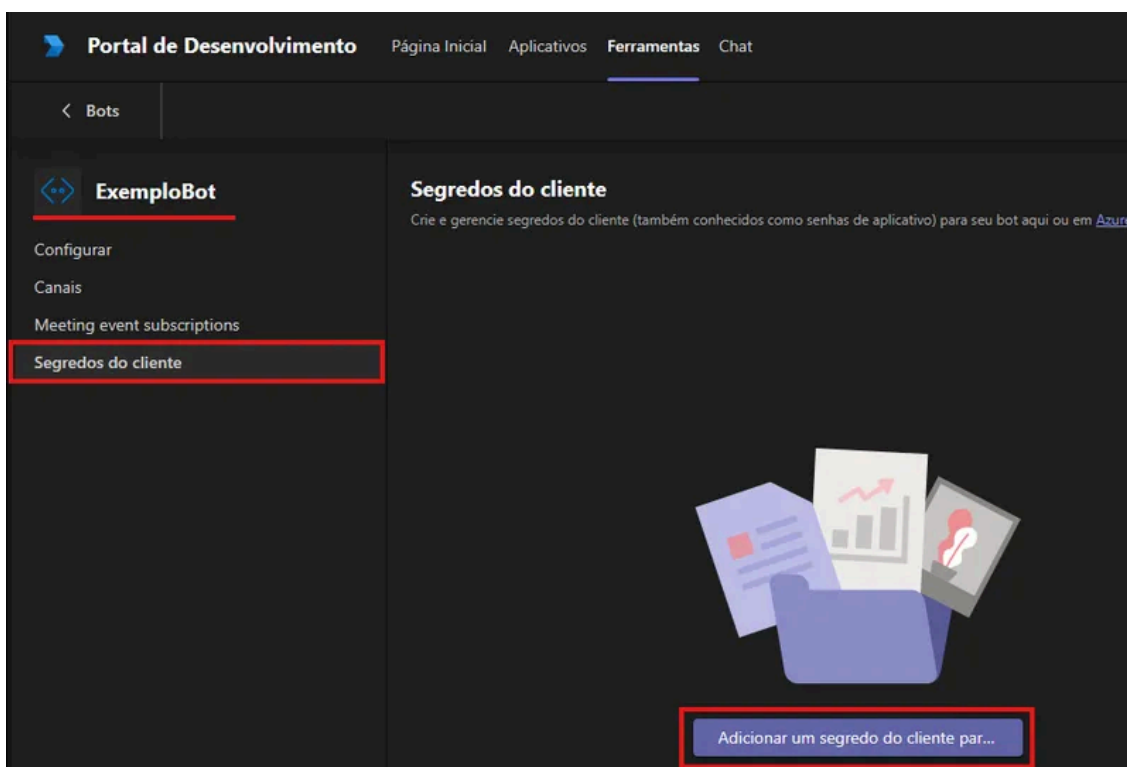 Portal de Desenvolvimento Página Inicial Aplicativos Ferramentas Chat
Bots
ExemploBot
Configurar
Canais
Meeting event subscriptions
Segredos do cliente
Segredos do cliente
Crie e gerencie segredos do cliente (também conhecidos como senhas de aplicativo) para seu bot aqui ou em Azure
Adicionar um segredo do cliente par...